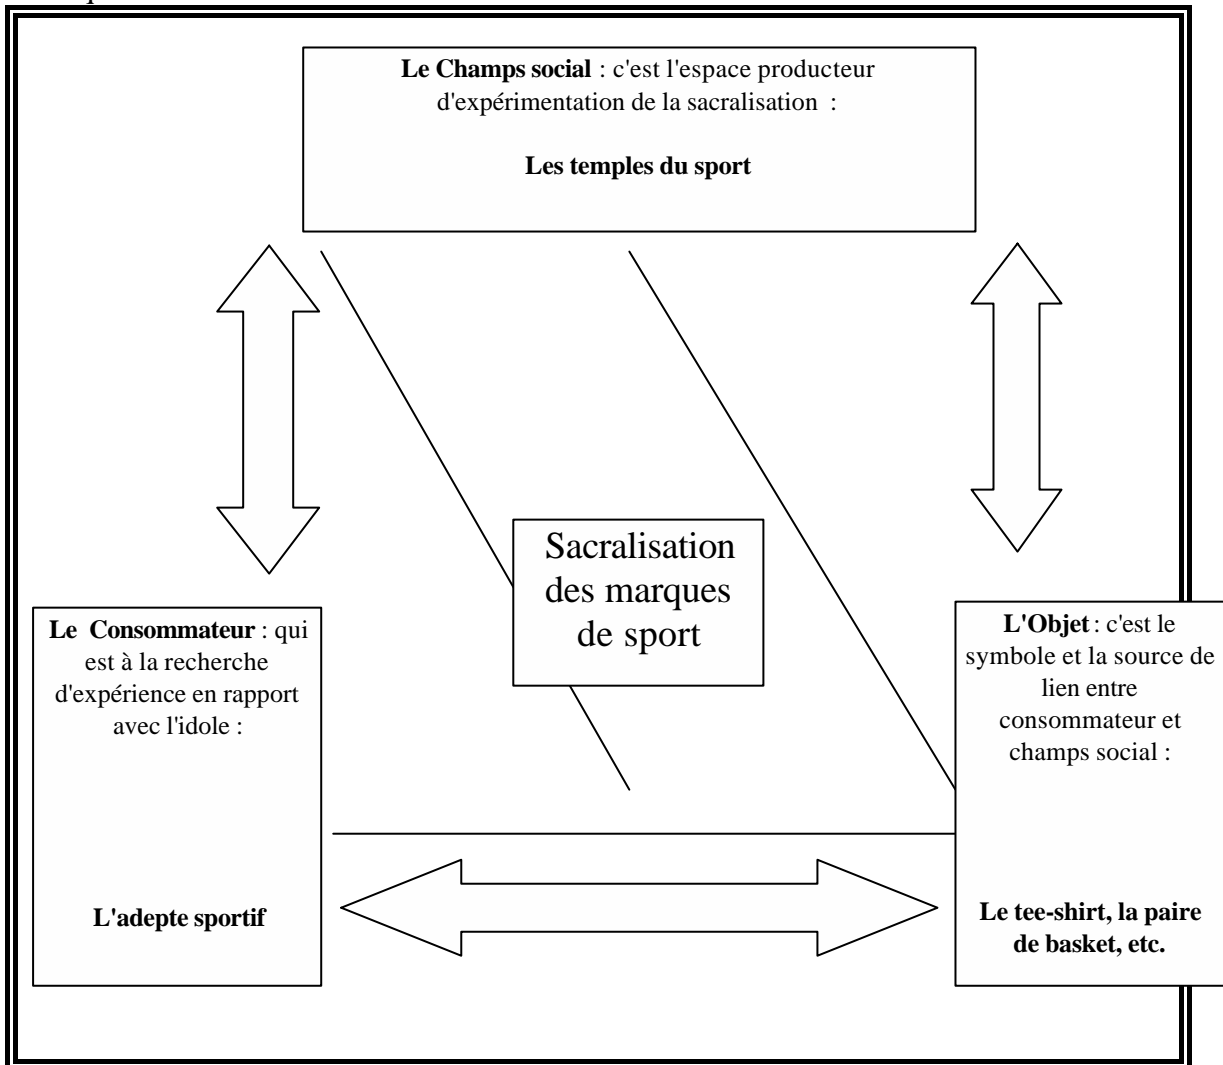 Le Champs social : c'est l'espace producteur
d'expérimentation de la sacralisation :
Les temples du sport
Sacralisation
des marques
de sport
Le Consommateur : qui
est à la recherche
d'expérience en rapport
avec l'idole :
L'adepte sportif
L'Objet : c'est le
symbole et la source de
lien entre
consommateur et
champs social :
Le tee-shirt, la paire
de basket, etc.